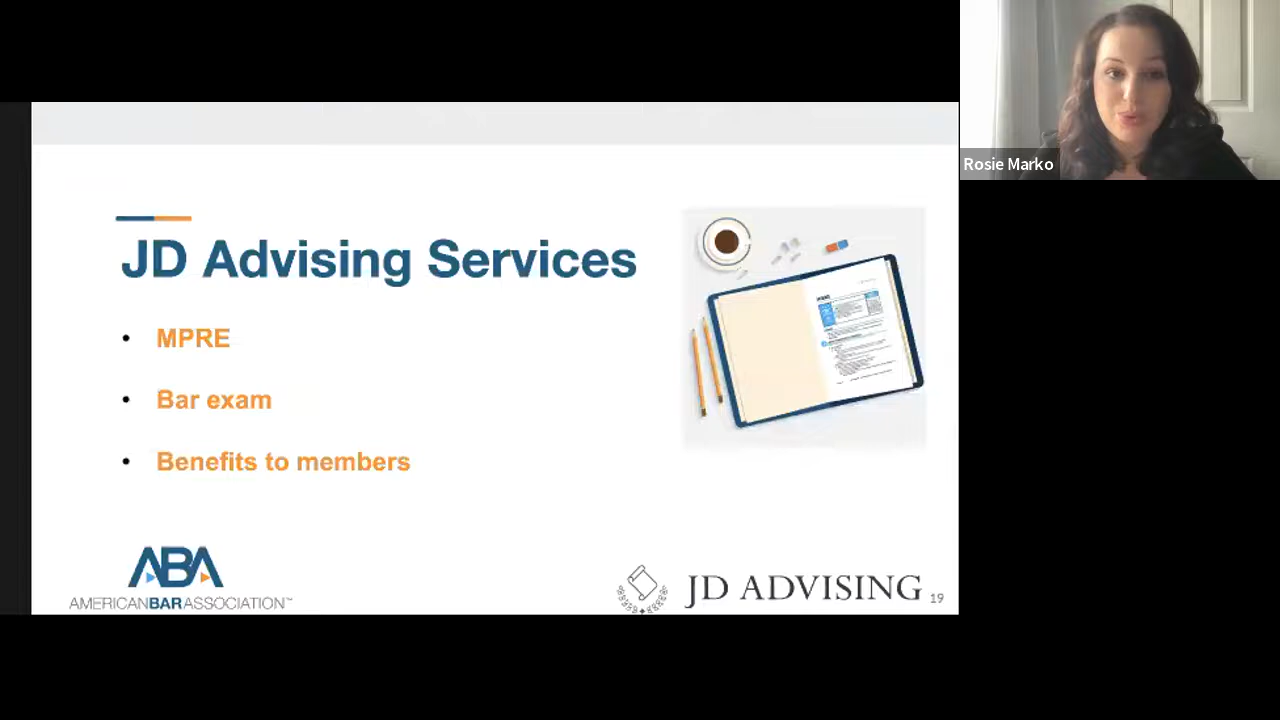 Rosie Marko
JD Advising Services
• MPRE
• Bar exam
• Benefits to members
ABA
AMERICANBARASSOCIATION™
JD ADVISING
19